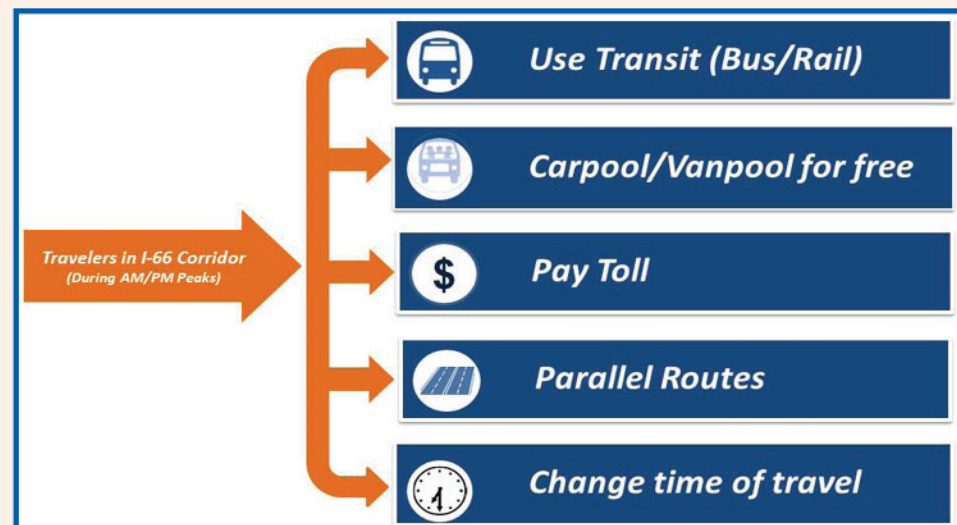 Travelers in I-66 Corridor
(During AM/PM Peaks)
Use Transit (Bus/Rail)
Carpool/Vanpool for free
$
Pay Toll
Parallel Routes
Change time of travel